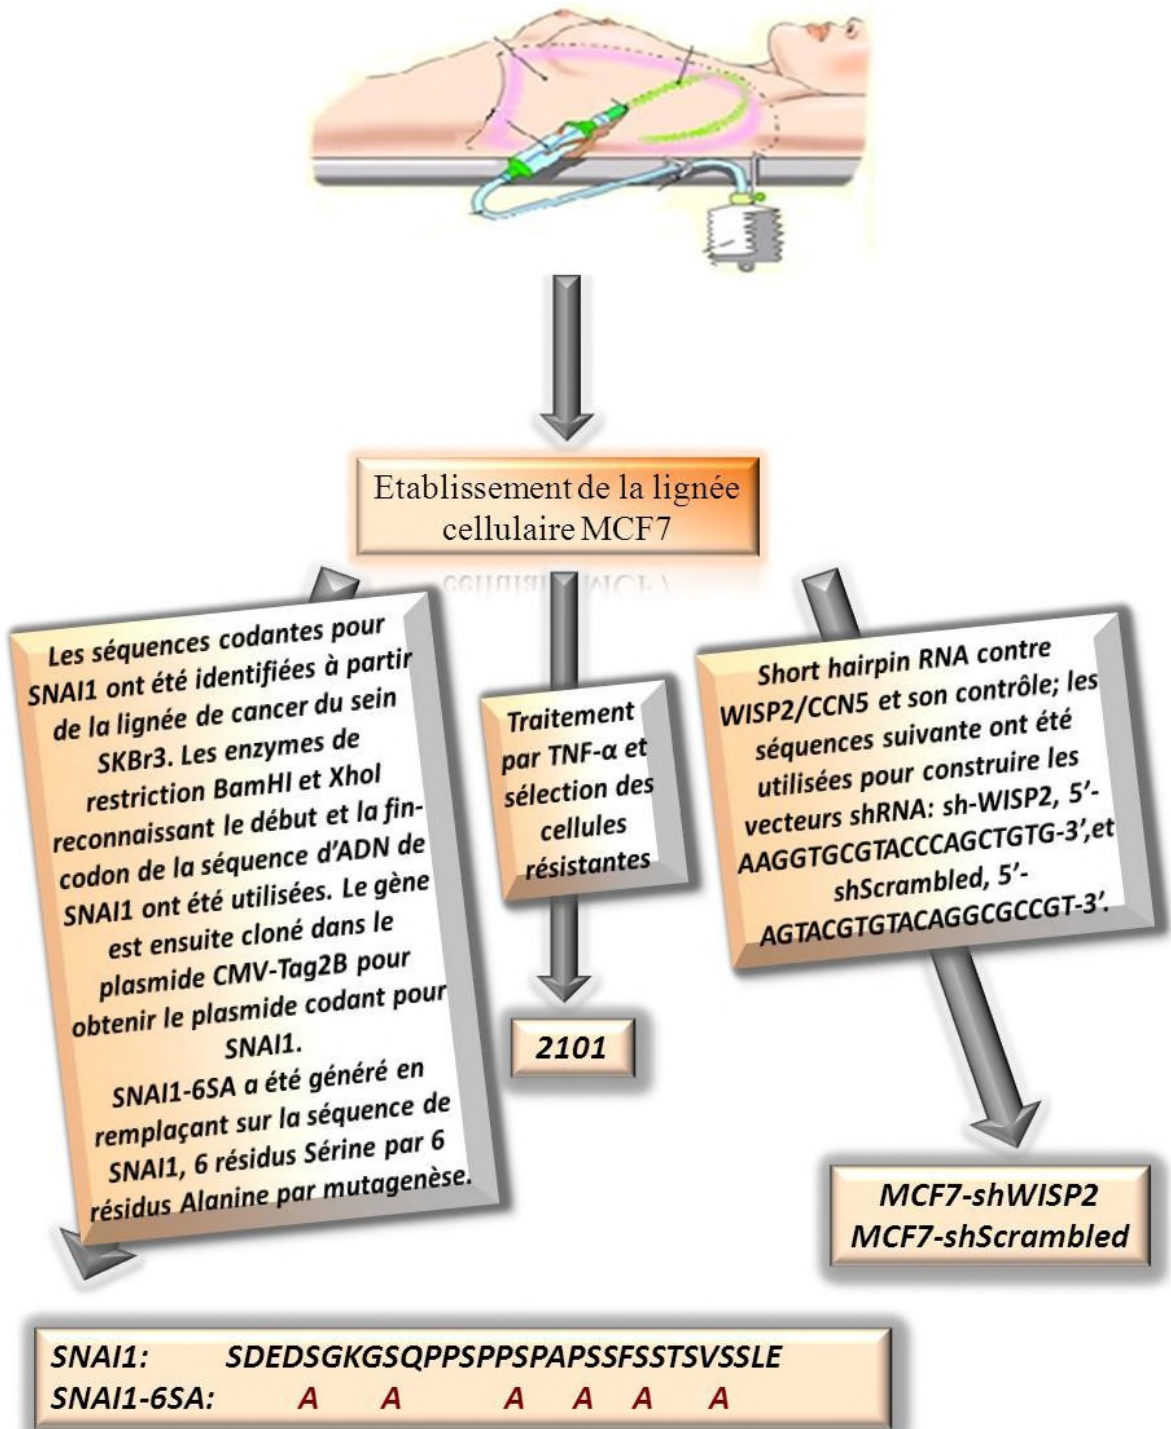 Etablissement de la lignée
cellulaire MCF7
Les séquences codantes pour
SNAI1 ont été identifiées à partir
de la lignée de cancer du sein
SKBr3. Les enzymes de
restriction BamHI et XhoI
reconnaissant le début et la fin-
codon de la séquence d’ADN de
SNAI1 ont été utilisées. Le gène
est ensuite cloné dans le
plasmide CMV-Tag2B pour
obtenir le plasmide codant pour
SNAI1.
SNAI1-6SA a été généré en
remplaçant sur la séquence de
SNAI1, 6 résidus Sérine par 6
résidus Alanine par mutagenèse.
Traitement
par TNF-α et
sélection des
cellules
résistantes
2101
Short hairpin RNA contre
WISP2/CCN5 et son contrôle; les
séquences suivante ont été
utilisées pour construire les
vecteurs shRNA: sh-WISP2, 5’-
AAGGTGCGTACCCAGCTGTG-3’,et
shScrambled, 5’-
AGTACGTGTACAGGCGCCGT-3’.
MCF7-shWISP2
MCF7-shScrambled
SNAI1: SDEDSGKGSQPPSPPSPAPSSFSSTSVSSLE
SNAI1-6SA: A A A A A A